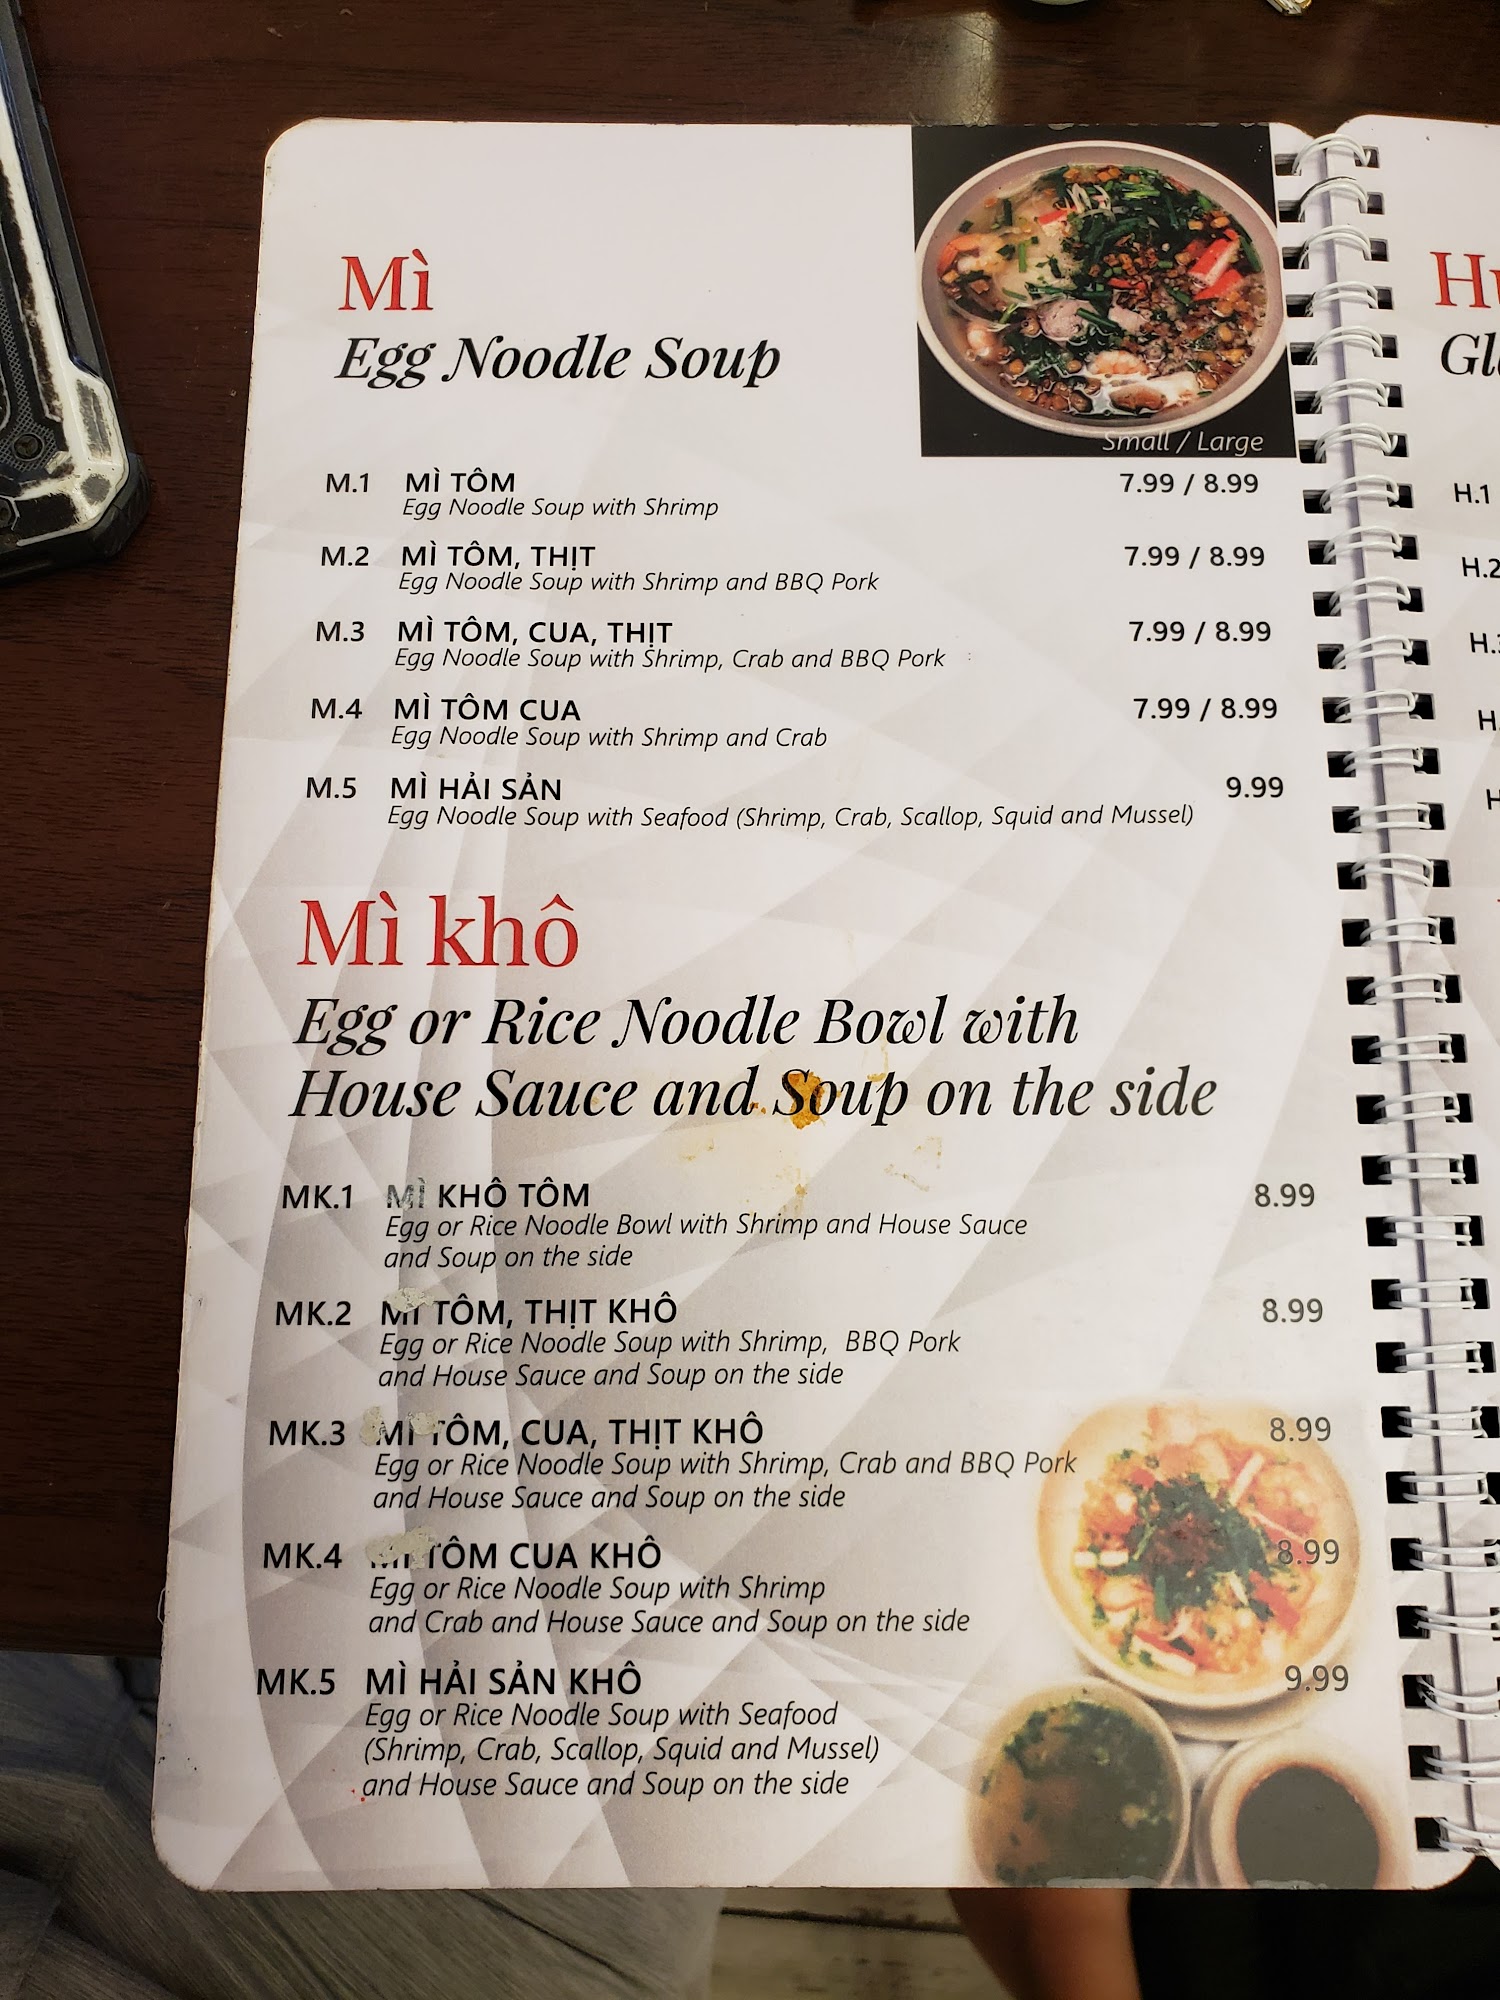 Mì
Egg Noodle Soup
Small / Large
M.1 MÌ TÔM 7.99 / 8.99
Egg Noodle Soup with Shrimp
M.2 MÌ TÔM, THỊT 7.99 / 8.99
Egg Noodle Soup with Shrimp and BBQ Pork
M.3 MÌ TÔM, CUA, THỊT 7.99 / 8.99
Egg Noodle Soup with Shrimp, Crab and BBQ Pork
M.4 MÌ TÔM CUA 7.99 / 8.99
Egg Noodle Soup with Shrimp and Crab
M.5 MÌ HẢI SẢN 9.99
Egg Noodle Soup with Seafood (Shrimp, Crab, Scallop, Squid and Mussel)
Mì khô
Egg or Rice Noodle Bowl with
House Sauce and Soup on the side
MK.1 MÌ KHÔ TÔM 8.99
Egg or Rice Noodle Bowl with Shrimp and House Sauce
and Soup on the side
MK.2 MÌ TÔM, THỊT KHÔ 8.99
Egg or Rice Noodle Soup with Shrimp, BBQ Pork
and House Sauce and Soup on the side
MK.3 MÌ TÔM, CUA, THỊT KHÔ 8.99
Egg or Rice Noodle Soup with Shrimp, Crab and BBQ Pork
and House Sauce and Soup on the side
MK.4 MÌ TÔM CUA KHÔ 8.99
Egg or Rice Noodle Soup with Shrimp
and Crab and House Sauce and Soup on the side
MK.5 MÌ HẢI SẢN KHÔ 9.99
Egg or Rice Noodle Soup with Seafood
(Shrimp, Crab, Scallop, Squid and Mussel)
and House Sauce and Soup on the side
H.1